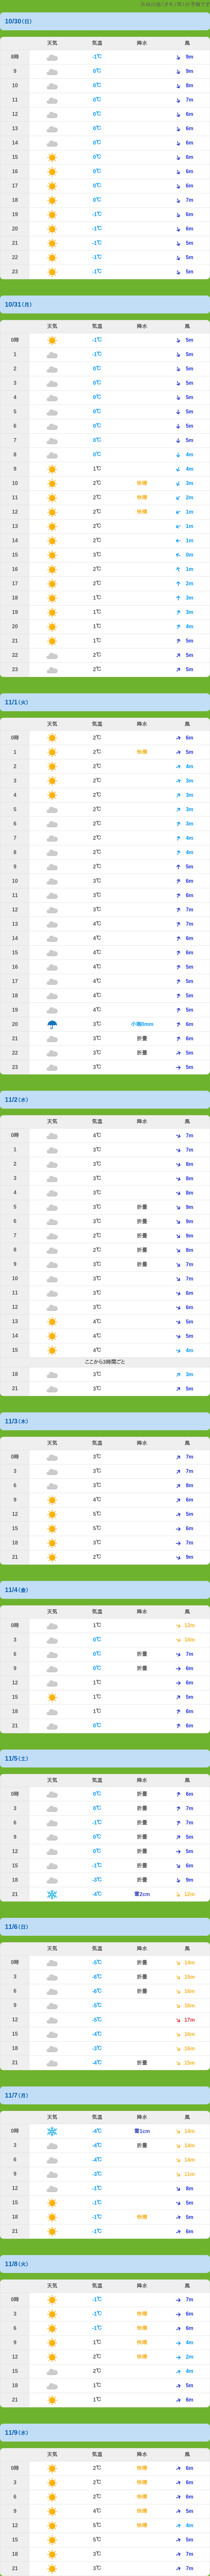 10/30(日)
天気 気温 降水 風
8時 -1℃ 9m
9 0℃ 9m
10 0℃ 8m
11 0℃ 7m
12 0℃ 6m
13 0℃ 6m
14 0℃ 6m
15 0℃ 6m
16 0℃ 6m
17 0℃ 6m
18 0℃ 7m
19 -1℃ 6m
20 -1℃ 6m
21 -1℃ 5m
22 -1℃ 5m
23 -1℃ 5m
10/31(月)
天気 気温 降水 風
0時 -1℃ 5m
1 -1℃ 5m
2 0℃ 5m
3 0℃ 5m
4 0℃ 5m
5 0℃ 5m
6 0℃ 5m
7 0℃ 5m
8 0℃ 4m
9 1℃ 4m
10 2℃ 快晴 3m
11 2℃ 快晴 2m
12 2℃ 快晴 1m
13 2℃ 1m
14 2℃ 1m
15 3℃ 0m
16 2℃ 1m
17 2℃ 2m
18 1℃ 3m
19 1℃ 3m
20 1℃ 4m
21 1℃ 5m
22 2℃ 5m
23 2℃ 5m
11/1(火)
天気 気温 降水 風
0時 2℃ 6m
1 2℃ 快晴 5m
2 2℃ 4m
3 2℃ 3m
4 2℃ 3m
5 2℃ 3m
6 2℃ 3m
7 2℃ 4m
8 2℃ 4m
9 2℃ 5m
10 3℃ 6m
11 3℃ 6m
12 3℃ 7m
13 4℃ 7m
14 4℃ 6m
15 4℃ 6m
16 4℃ 5m
17 4℃ 5m
18 4℃ 5m
19 4℃ 5m
20 3℃ 小雨0mm 6m
21 3℃ 折畳 6m
22 3℃ 折畳 5m
23 3℃ 5m
11/2(水)
天気 気温 降水 風
0時 4℃ 7m
1 3℃ 7m
2 3℃ 8m
3 3℃ 8m
4 3℃ 8m
5 3℃ 折畳 9m
6 3℃ 折畳 9m
7 2℃ 折畳 9m
8 2℃ 折畳 8m
9 3℃ 折畳 7m
10 3℃ 7m
11 3℃ 6m
12 3℃ 6m
13 4℃ 5m
14 4℃ 5m
15 4℃ 4m
ここから3時間ごと
18 3℃ 3m
21 3℃ 5m
11/3(木)
天気 気温 降水 風
0時 3℃ 7m
3 3℃ 7m
6 3℃ 8m
9 4℃ 6m
12 5℃ 5m
15 5℃ 6m
18 3℃ 7m
21 2℃ 9m
11/4(金)
天気 気温 降水 風
0時 1℃ 12m
3 0℃ 10m
6 0℃ 折畳 7m
9 0℃ 折畳 6m
12 1℃ 6m
15 1℃ 5m
18 1℃ 6m
21 0℃ 6m
11/5(土)
天気 気温 降水 風
0時 0℃ 折畳 6m
3 0℃ 折畳 7m
6 -1℃ 折畳 7m
9 0℃ 折畳 5m
12 0℃ 折畳 5m
15 -1℃ 折畳 6m
18 -3℃ 折畳 9m
21 -4℃ 雪2cm 12m
11/6(日)
天気 気温 降水 風
0時 -5℃ 折畳 14m
3 -6℃ 折畳 15m
6 -6℃ 折畳 16m
9 -5℃ 16m
12 -5℃ 17m
15 -4℃ 16m
18 -3℃ 16m
21 -4℃ 折畳 15m
11/7(月)
天気 気温 降水 風
0時 -4℃ 雪1cm 14m
3 -4℃ 折畳 14m
6 -4℃ 14m
9 -3℃ 11m
12 -1℃ 8m
15 -1℃ 5m
18 -1℃ 快晴 5m
21 -1℃ 6m
11/8(火)
天気 気温 降水 風
0時 -1℃ 7m
3 -1℃ 快晴 6m
6 -1℃ 快晴 6m
9 1℃ 快晴 4m
12 2℃ 快晴 2m
15 2℃ 4m
18 1℃ 5m
21 1℃ 6m
11/9(水)
天気 気温 降水 風
0時 2℃ 快晴 6m
3 2℃ 快晴 6m
6 2℃ 快晴 6m
9 4℃ 快晴 5m
12 5℃ 快晴 4m
15 5℃ 5m
18 3℃ 7m
21 3℃ 7m